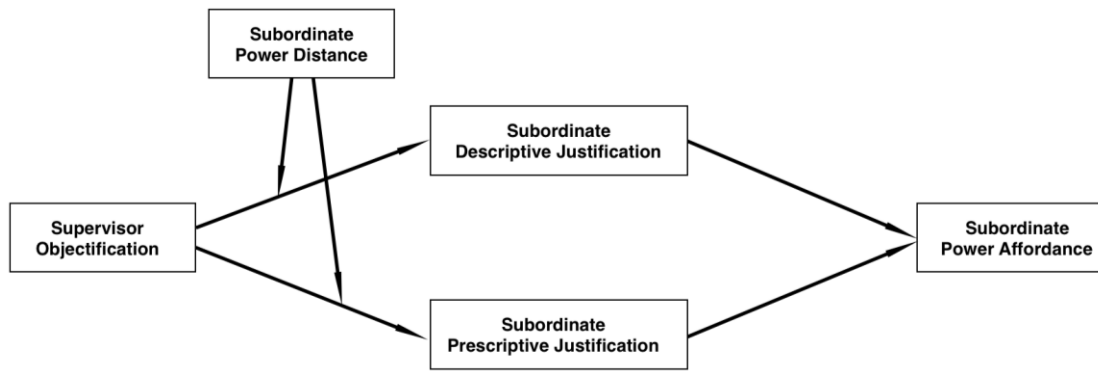 Subordinate
Power Distance
Subordinate
Descriptive Justification
Supervisor
Objectification
Subordinate
Power Affordance
Subordinate
Prescriptive Justification